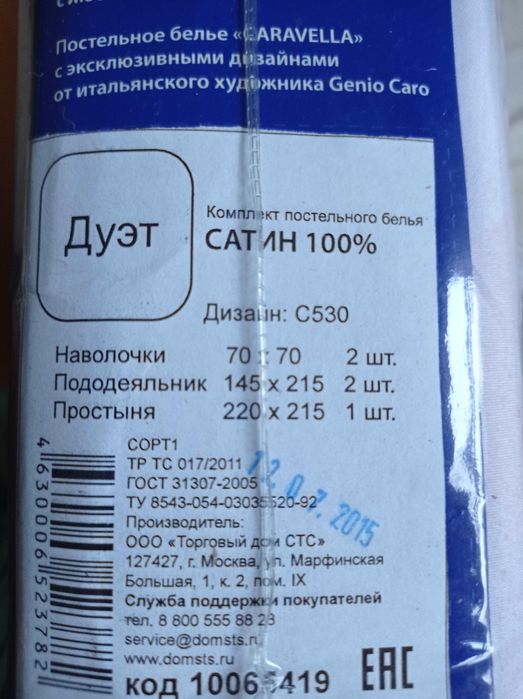 Постельное белье «CARAVELLA»
с эксклюзивными дизайнами
от итальянского художника Genio Caro
Дуэт
Комплект постельного белья
САТИН 100%
Дизайн: С530
Наволочки 70 х 70 2 шт.
Пододеяльник 145 х 215 2 шт.
Простыня 220 х 215 1 шт.
СОРТ1
ТР ТС 017/2011
ГОСТ 31307-2005
ТУ 8543-054-03035520-92
12.07.2015
Производитель:
ООО «Торговый дом СТС»
127427, г. Москва, ул. Марфинская
Большая, 1, к. 2, пом. IX
Служба поддержки покупателей
тел. 8 800 555 88 23
service@domsts.ru
www.domsts.ru
код
ЕАС
4630006523782